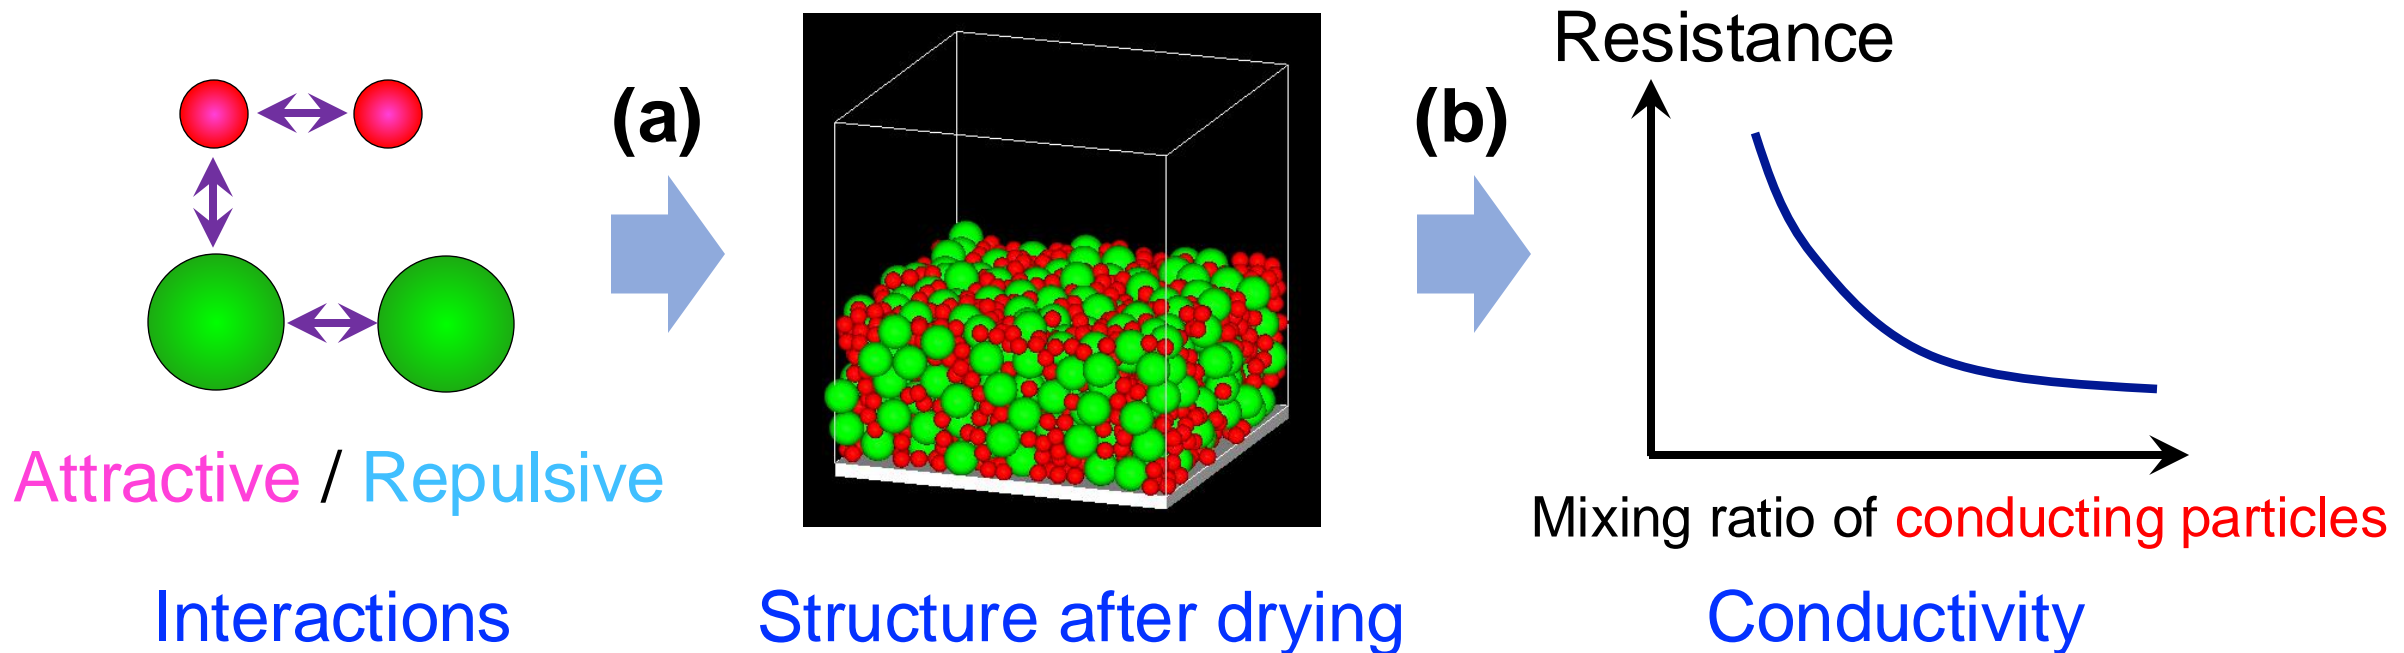 Resistance
(a)
(b)
Attractive / Repulsive
Mixing ratio of conducting particles
Interactions
Structure after drying
Conductivity